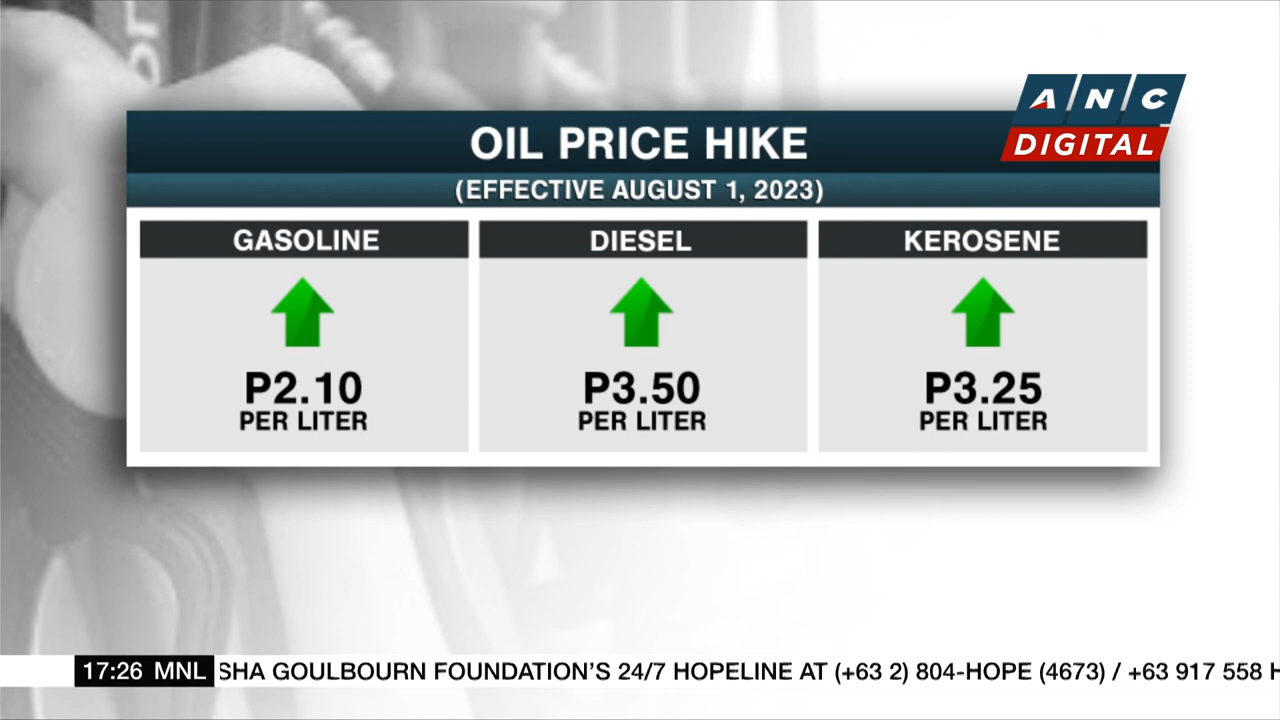 ANC
DIGITAL
OIL PRICE HIKE
(EFFECTIVE AUGUST 1, 2023)
GASOLINE
P2.10
PER LITER
DIESEL
P3.50
PER LITER
KEROSENE
P3.25
PER LITER
17:26 MNL
SHA GOULBOURN FOUNDATION'S 24/7 HOPELINE AT (+63 2) 804-HOPE (4673) / +63 917 558 H